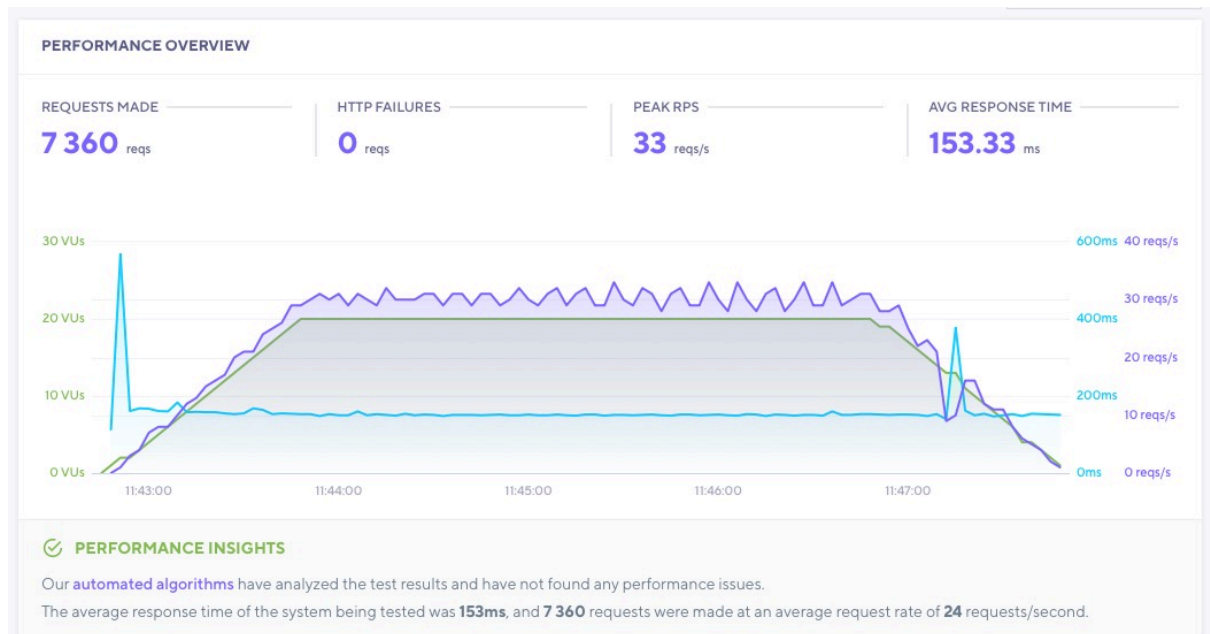 PERFORMANCE OVERVIEW
REQUESTS MADE
7 360 reqs
HTTP FAILURES
0 reqs
PEAK RPS
33 reqs/s
AVG RESPONSE TIME
153.33 ms
30 VUs
20 VUs
10 VUs
0 VUs
600ms
400ms
200ms
0ms
40 reqs/s
30 reqs/s
20 reqs/s
10 reqs/s
0 reqs/s
11:43:00
11:44:00
11:45:00
11:46:00
11:47:00
PERFORMANCE INSIGHTS
Our automated algorithms have analyzed the test results and have not found any performance issues.
The average response time of the system being tested was 153ms, and 7 360 requests were made at an average request rate of 24 requests/second.